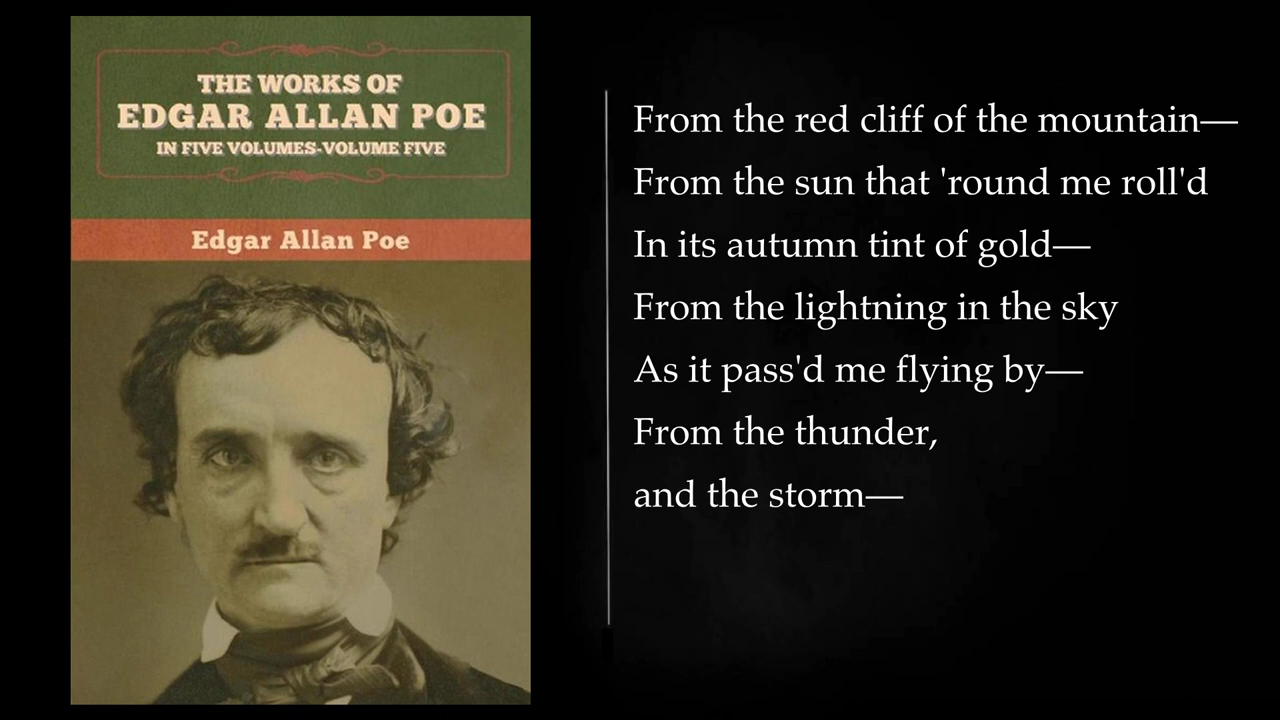 THE WORKS OF
EDGAR ALLAN POE
IN FIVE VOLUMES-VOLUME FIVE
Edgar Allan Poe
From the red cliff of the mountain—
From the sun that 'round me roll'd
In its autumn tint of gold—
From the lightning in the sky
As it pass'd me flying by—
From the thunder,
and the storm—